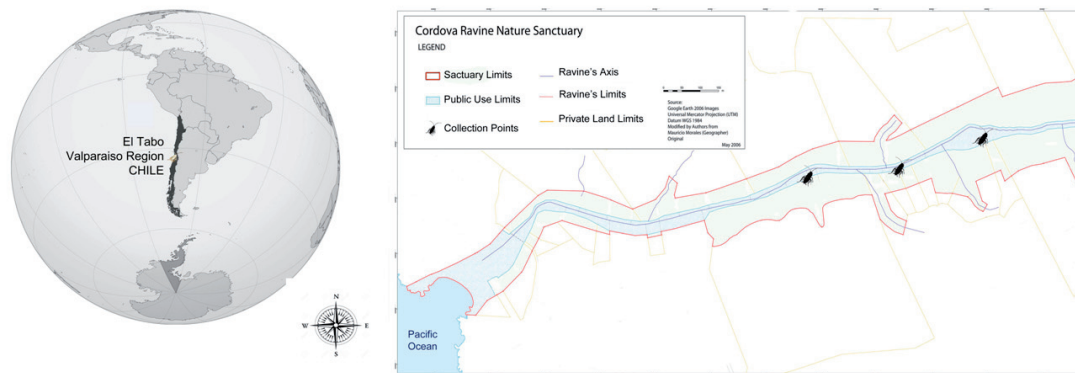 El Tabo
Valparaiso Region
CHILE
N
W
E
S
Cordova Ravine Nature Sanctuary
LEGEND
Sactuary Limits
Public Use Limits
Collection Points
Ravine's Axis
Ravine's Limits
Private Land Limits
Source:
Google Earth 2006 Images
Universal Mercator Projection (UTM)
Datum WGS 1984
Modified by Authors from
Mauricio Morales (Geographer)
Original
May 2006
Pacific
Ocean